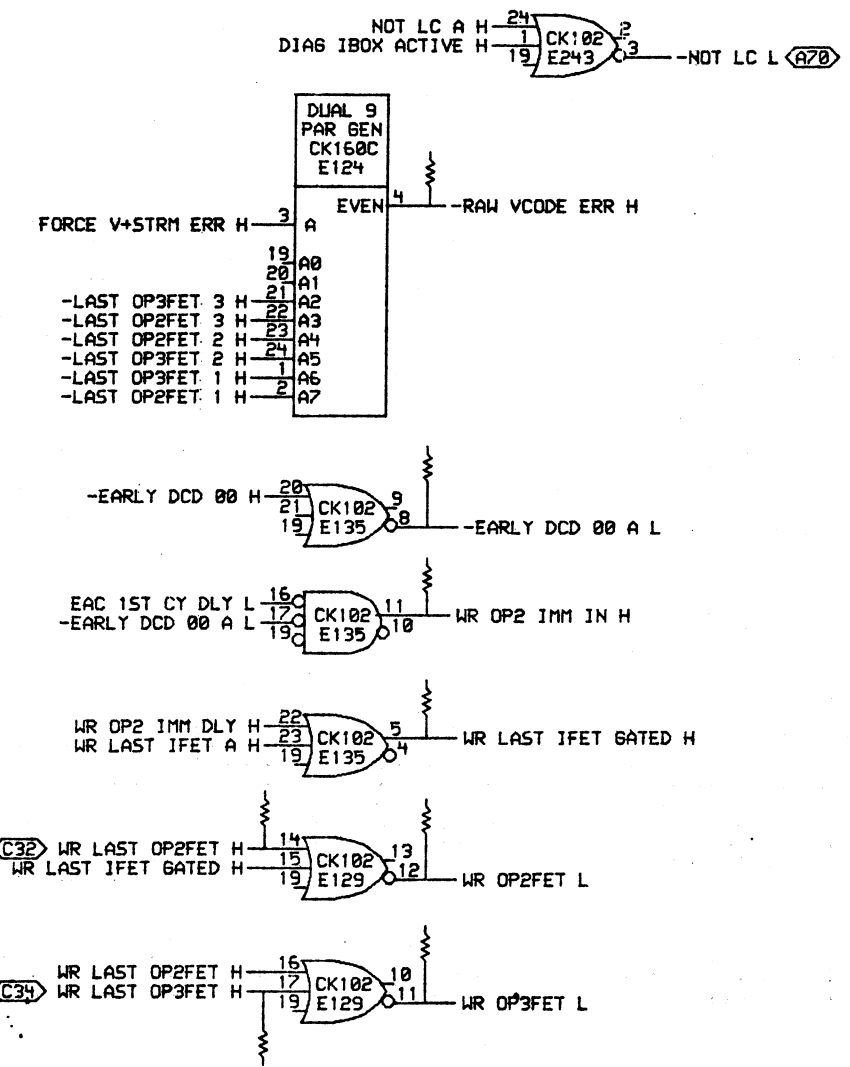 NOT LC A H 24 2
DIAG IBOX ACTIVE H 1 CK102 3
19 E243 -NOT LC L A70
DUAL 9
PAR GEN
CK160C
E124
EVEN 4 -RAW VCODE ERR H
FORCE V+STRM ERR H 3 A
19 A0
20 A1
-LAST OP3FET 3 H 21 A2
-LAST OP2FET 3 H 22 A3
-LAST OP2FET 2 H 23 A4
-LAST OP3FET 2 H 24 A5
-LAST OP3FET 1 H 1 A6
-LAST OP2FET 1 H 2 A7
-EARLY DCD 00 H 20 9
21 CK102 8
19 E135 -EARLY DCD 00 A L
EAC 1ST CY DLY L 16 11
-EARLY DCD 00 A L 17 CK102 10 WR OP2 IMM IN H
19 E135
WR OP2 IMM DLY H 22 5
WR LAST IFET A H 23 CK102 4 WR LAST IFET GATED H
19 E135
C32 WR LAST OP2FET H 14 13
WR LAST IFET GATED H 15 CK102 12
19 E129 WR OP2FET L
WR LAST OP2FET H 16 10
C34 WR LAST OP3FET H 17 CK102 11
19 E129 WR OP3FET L